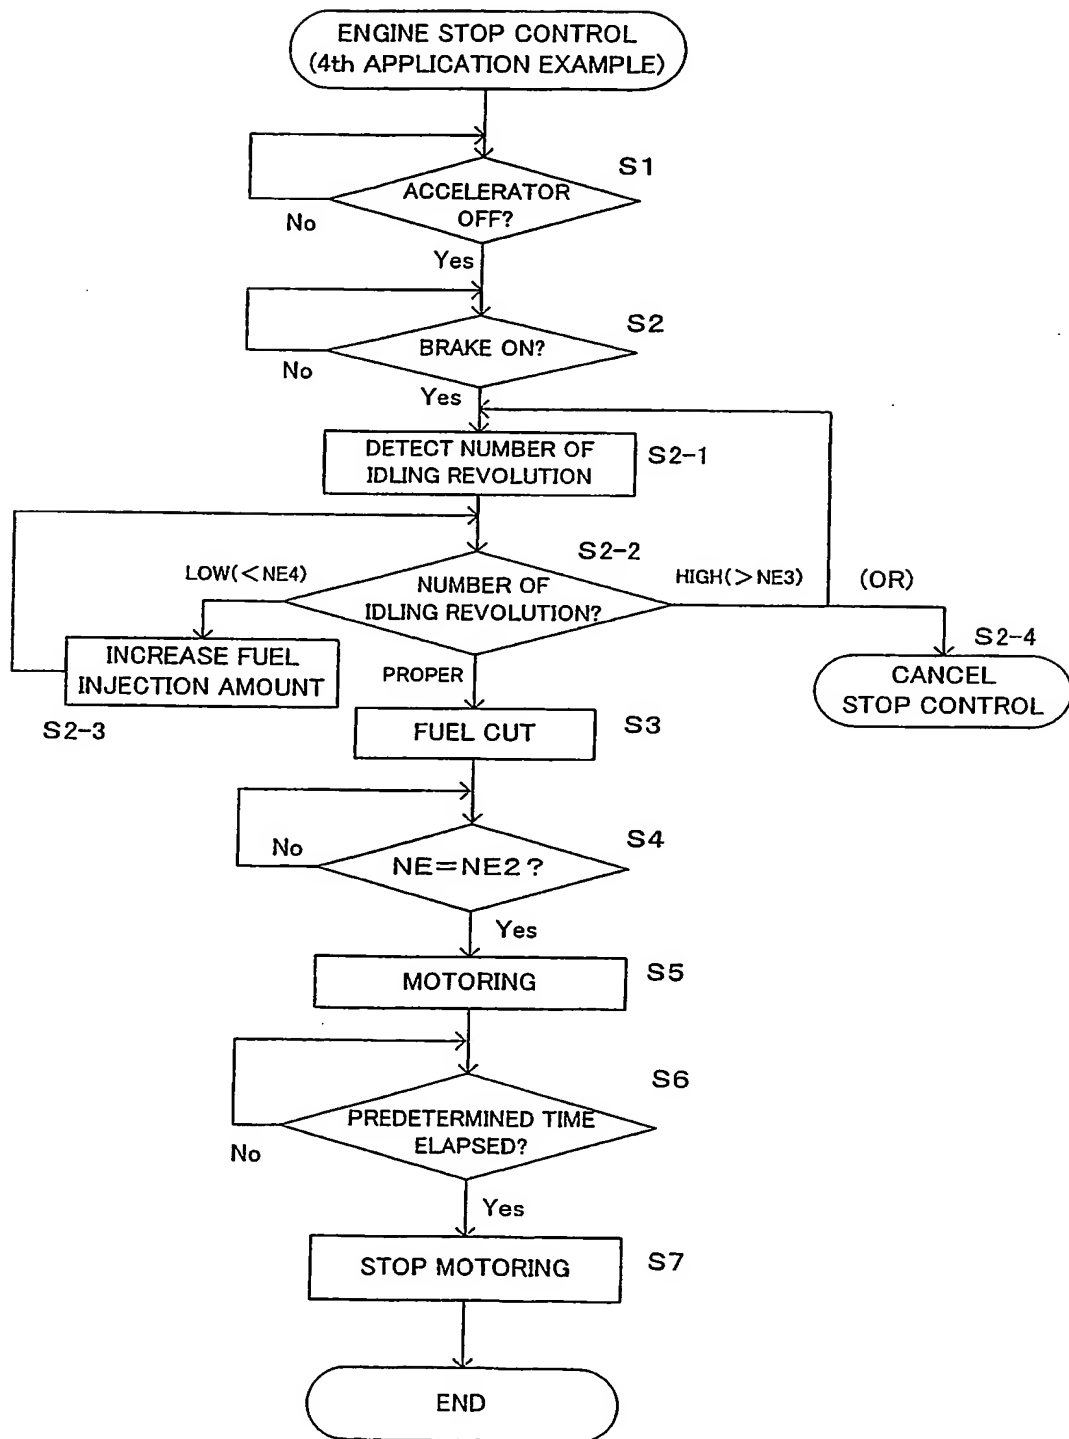 ENGINE STOP CONTROL
(4th APPLICATION EXAMPLE)
S1
ACCELERATOR
OFF?
No
Yes
S2
BRAKE ON?
No
Yes
DETECT NUMBER OF
IDLING REVOLUTION
S2-1
S2-2
LOW(<NE4)
NUMBER OF
IDLING REVOLUTION?
HIGH(>NE3)
(OR)
S2-4
INCREASE FUEL
INJECTION AMOUNT
PROPER
CANCEL
STOP CONTROL
S2-3
FUEL CUT
S3
S4
No
NE=NE2?
Yes
MOTORING
S5
S6
PREDETERMINED TIME
ELAPSED?
No
Yes
STOP MOTORING
S7
END